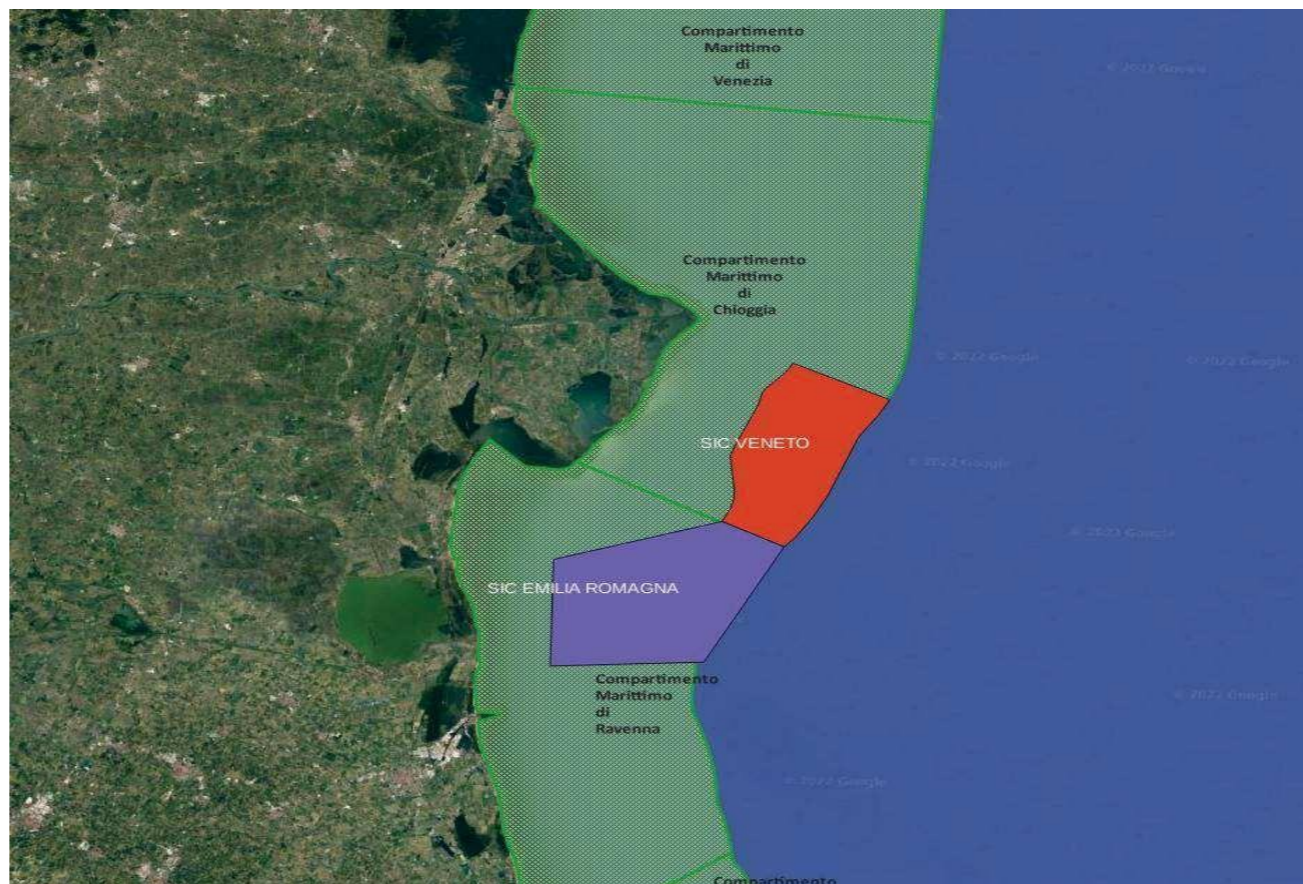 Compartimento
Marittimo
di
Venezia
© 2022 Google
Compartimento
Marittimo
di
Chioggia
© 2022 Google
© 2022 Google
SIC VENETO
© 2022 Google
© 2022 Google
SIC EMILIA ROMAGNA
Compartimento
Marittimo
di
Ravenna
© 2022 Google
© 2022 Google
Compartimento